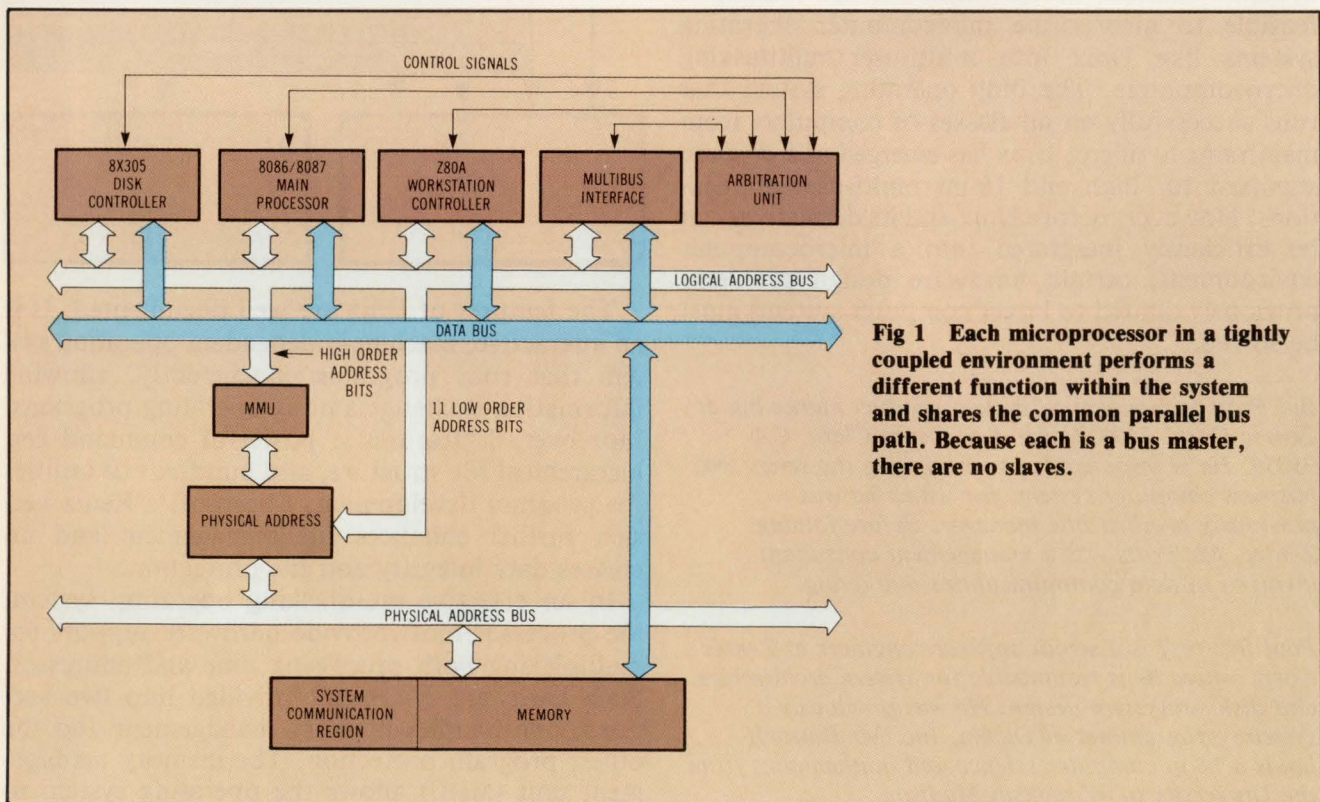 CONTROL SIGNALS
8X305
DISK
CONTROLLER
8086/8087
MAIN
PROCESSOR
Z80A
WORKSTATION
CONTROLLER
MULTIBUS
INTERFACE
ARBITRATION
UNIT
LOGICAL ADDRESS BUS
DATA BUS
HIGH ORDER
ADDRESS
BITS
MMU
11 LOW ORDER
ADDRESS BITS
PHYSICAL ADDRESS
PHYSICAL ADDRESS BUS
SYSTEM
COMMUNICATION
REGION
MEMORY
Fig 1 Each microprocessor in a tightly
coupled environment performs a
different function within the system
and shares the common parallel bus
path. Because each is a bus master,
there are no slaves.